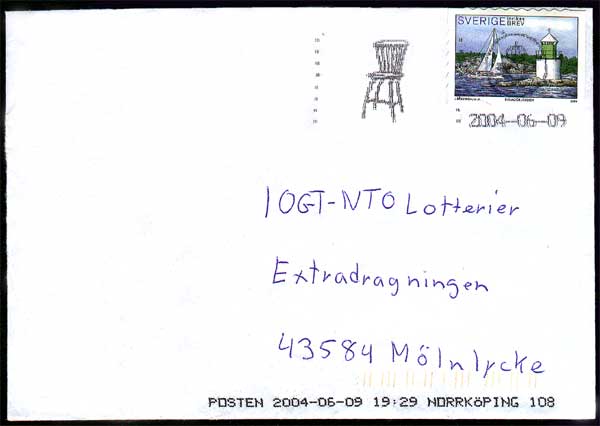 SVERIGE BREV
2004-06-09
IOGT-NTO Lotterier
Extradragningen
43584 Mölnlycke
POSTEN 2004-06-09 19:29 NORRKÖPING 108